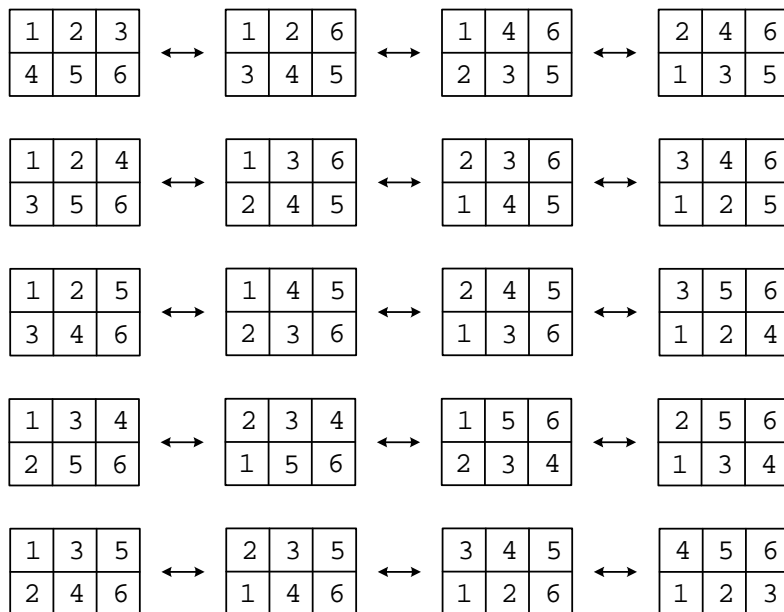 1 2 3 1 2 6 1 4 6 2 4 6
4 5 6 3 4 5 2 3 5 1 3 5
1 2 4 1 3 6 2 3 6 3 4 6
3 5 6 2 4 5 1 4 5 1 2 5
1 2 5 1 4 5 2 4 5 3 5 6
3 4 6 2 3 6 1 3 6 1 2 4
1 3 4 2 3 4 1 5 6 2 5 6
2 5 6 1 5 6 2 3 4 1 3 4
1 3 5 2 3 5 3 4 5 4 5 6
2 4 6 1 4 6 1 2 6 1 2 3